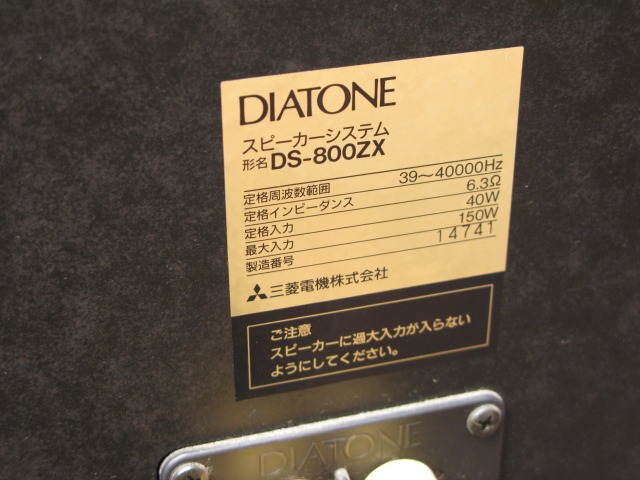 DIATONE
スピーカーシステム
形名 DS-800ZX
定格周波数範囲 39～40000Hz
定格インピーダンス 6.3Ω
定格入力 40W
最大入力 150W
製造番号 14741
三菱電機株式会社
ご注意
スピーカーに過大入力が入らない
ようにしてください。
DIATONE